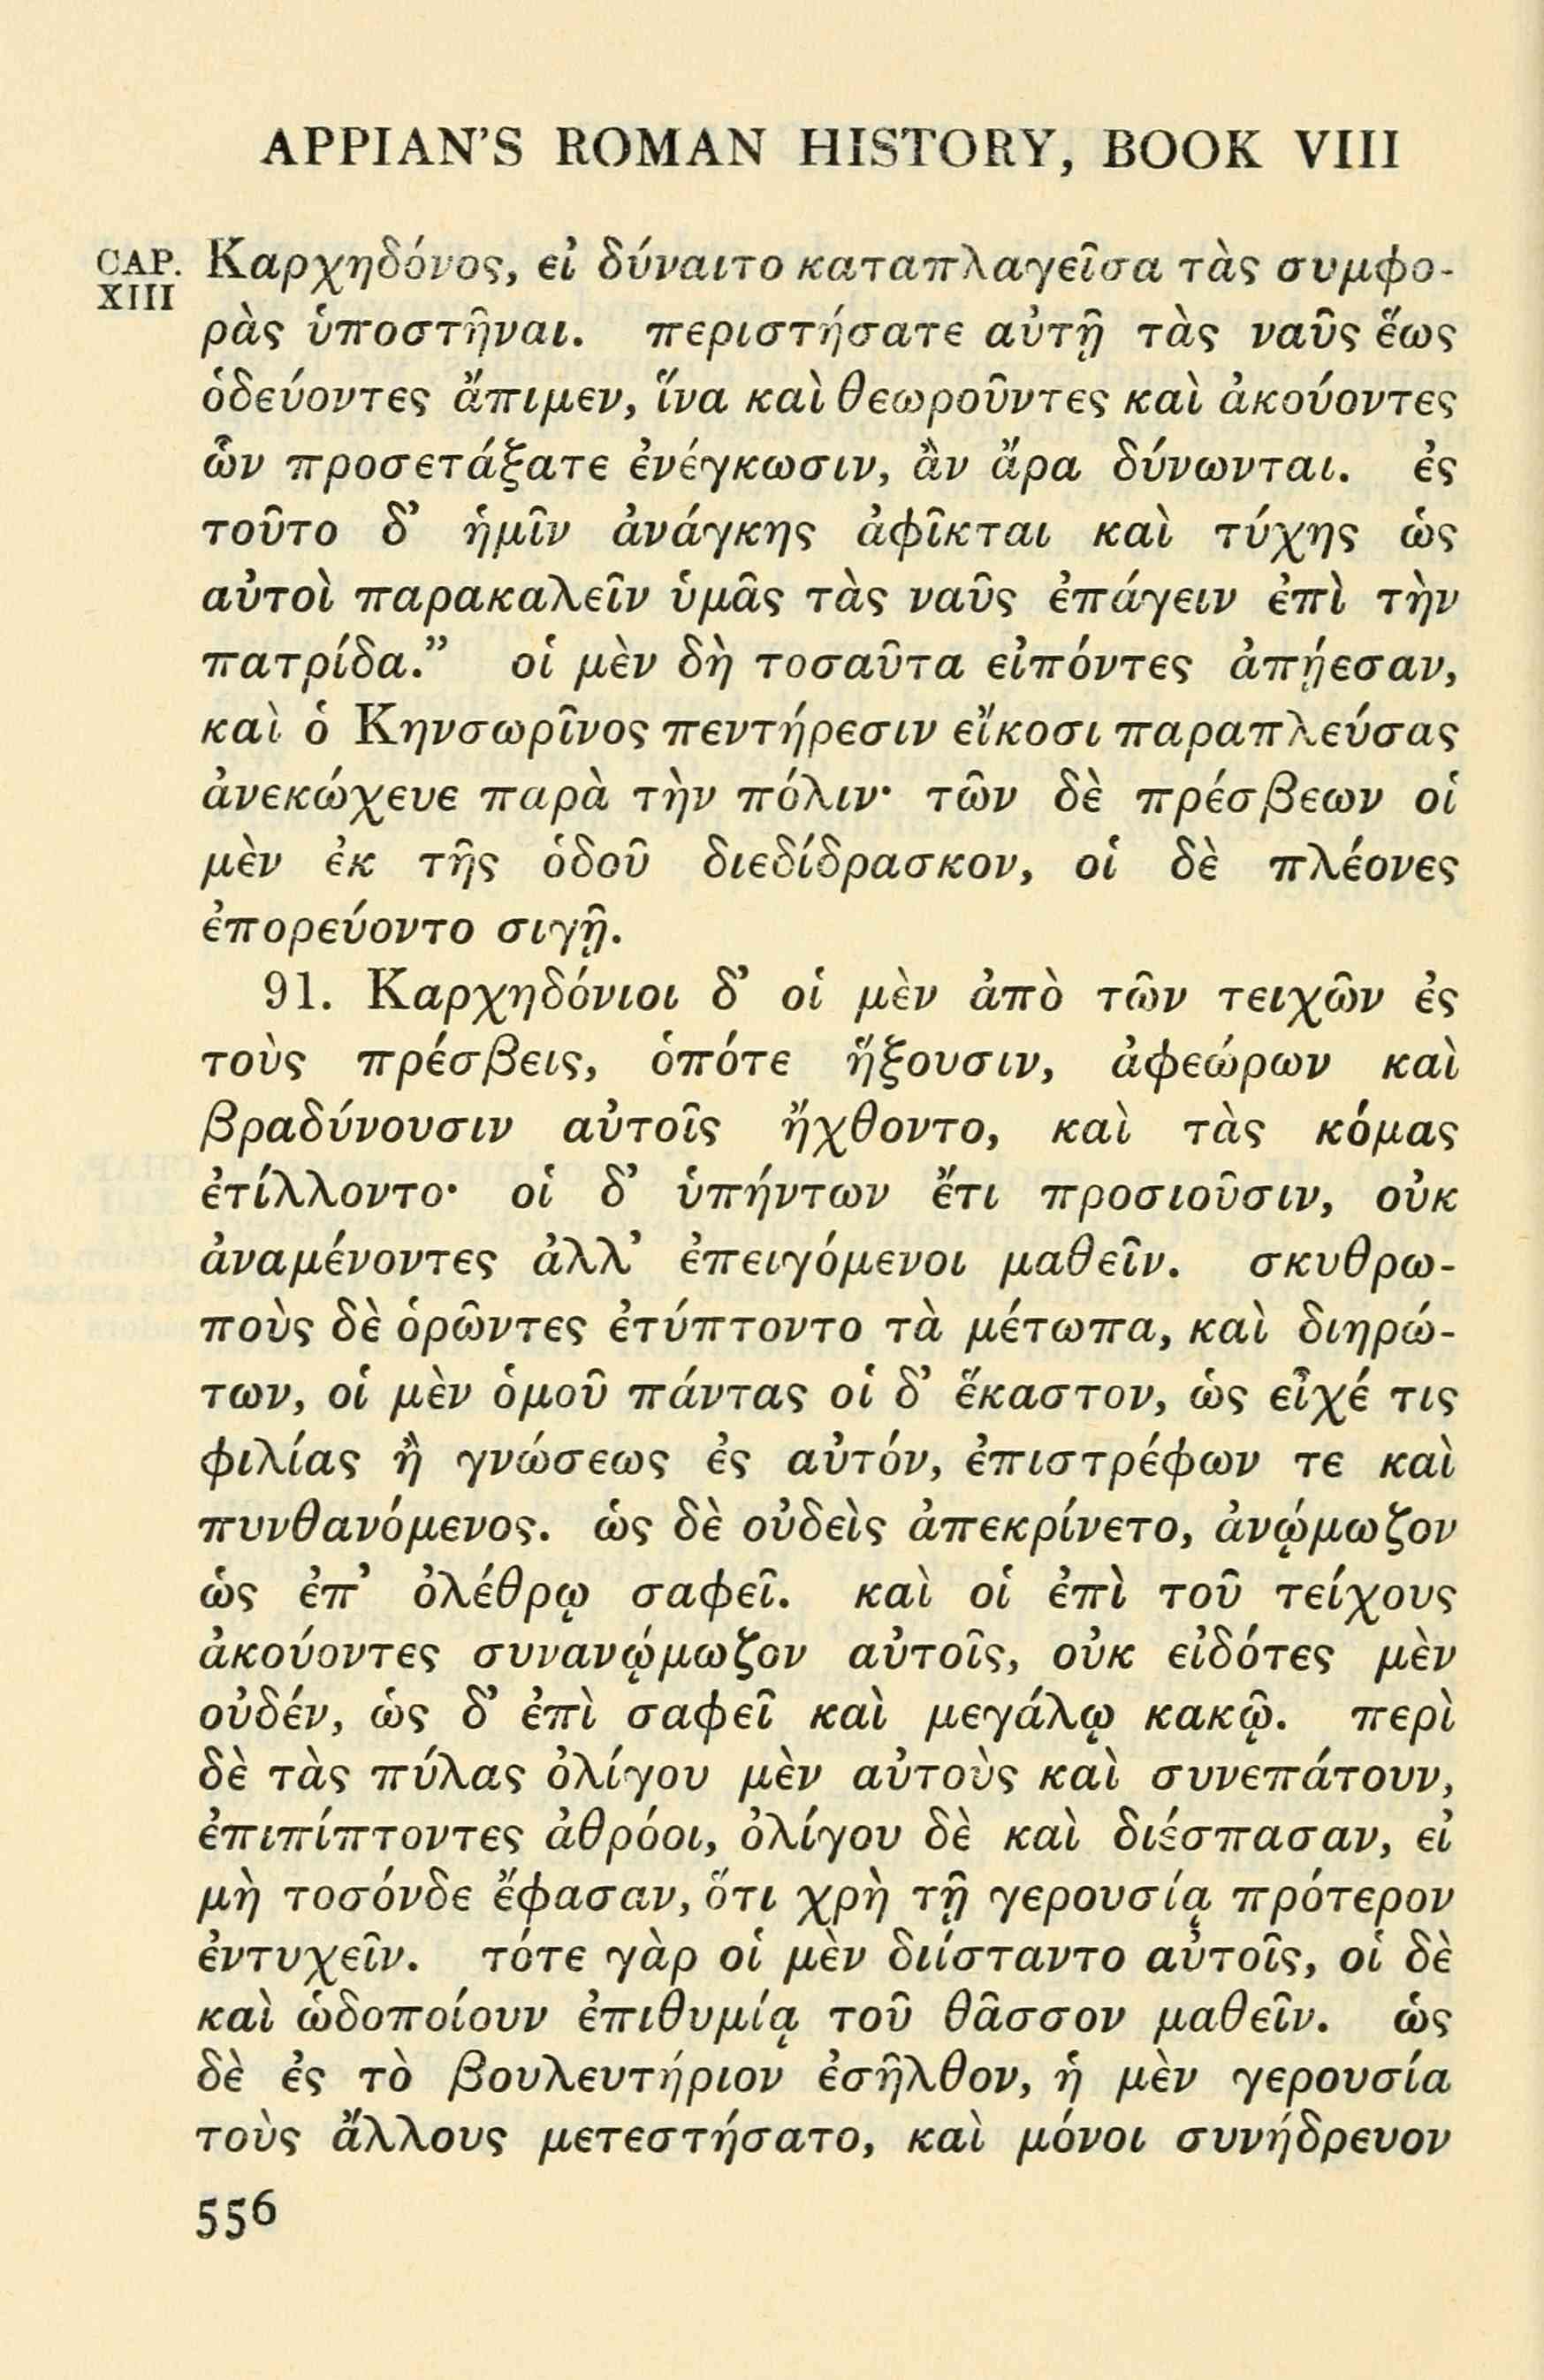 APPIAN'S ROMAN HISTORY, BOOK VIII
CAP. XIII
Καρχηδόνος, εἰ δύναιτο καταπλαγεῖσα τὰς συμφο-
ρὰς ὑποστῆναι. περιστήσατε αὐτῇ τὰς ναῦς ἕως
ὁδεύοντες ἄπιμεν, ἵνα καὶ θεωροῦντες καὶ ἀκούοντες
ὧν προσετάξατε ἐνέγκωσιν, ἂν ἄρα δύνωνται. ἐς
τοῦτο δ’ ἡμῖν ἀνάγκης ἀφῖκται καὶ τύχης ὡς
αὐτοὶ παρακαλεῖν ὑμᾶς τὰς ναῦς ἐπάγειν ἐπὶ τὴν
πατρίδα.” οἱ μὲν δὴ τοσαῦτα εἰπόντες ἀπῄεσαν,
καὶ ὁ Κηνσωρῖνος πεντήρεσιν εἴκοσι παραπλεύσας
ἀνεκώχευε παρὰ τὴν πόλιν· τῶν δὲ πρέσβεων οἱ
μὲν ἐκ τῆς ὁδοῦ διεδίδρασκον, οἱ δὲ πλέονες
ἐπορεύοντο σιγῇ.
91. Καρχηδόνιοι δ’ οἱ μὲν ἀπὸ τῶν τειχῶν ἐς
τοὺς πρέσβεις, ὁπότε ἥξουσιν, ἀφεώρων καὶ
βραδύνουσιν αὐτοῖς ἤχθοντο, καὶ τὰς κόμας
ἐτίλλοντο· οἱ δ’ ὑπήντων ἔτι προσιοῦσιν, οὐκ
ἀναμένοντες ἀλλ’ ἐπειγόμενοι μαθεῖν. σκυθρω-
ποὺς δὲ ὁρῶντες ἐτύπτοντο τὰ μέτωπα, καὶ διηρώ-
των, οἱ μὲν ὁμοῦ πάντας οἱ δ’ ἕκαστον, ὡς εἶχέ τις
φιλίας ἢ γνώσεως ἐς αὐτόν, ἐπιστρέφων τε καὶ
πυνθανόμενος. ὡς δὲ οὐδεὶς ἀπεκρίνετο, ἀνῴμωζον
ὡς ἐπ’ ὀλέθρῳ σαφεῖ. καὶ οἱ ἐπὶ τοῦ τείχους
ἀκούοντες συνανῴμωζον αὐτοῖς, οὐκ εἰδότες μὲν
οὐδέν, ὡς δ’ ἐπὶ σαφεῖ καὶ μεγάλῳ κακῷ. περὶ
δὲ τὰς πύλας ὀλίγου μὲν αὐτοὺς καὶ συνεπάτουν,
ἐπιπίπτοντες ἀθρόοι, ὀλίγου δὲ καὶ διέσπασαν, εἰ
μὴ τοσόνδε ἔφασαν, ὅτι χρὴ τῇ γερουσίᾳ πρότερον
ἐντυχεῖν. τότε γὰρ οἱ μὲν διίσταντο αὐτοῖς, οἱ δὲ
καὶ ὡδοποίουν ἐπιθυμίᾳ τοῦ θᾶσσον μαθεῖν. ὡς
δὲ ἐς τὸ βουλευτήριον ἐσῆλθον, ἡ μὲν γερουσία
τοὺς ἄλλους μετεστήσατο, καὶ μόνοι συνήδρευον
556